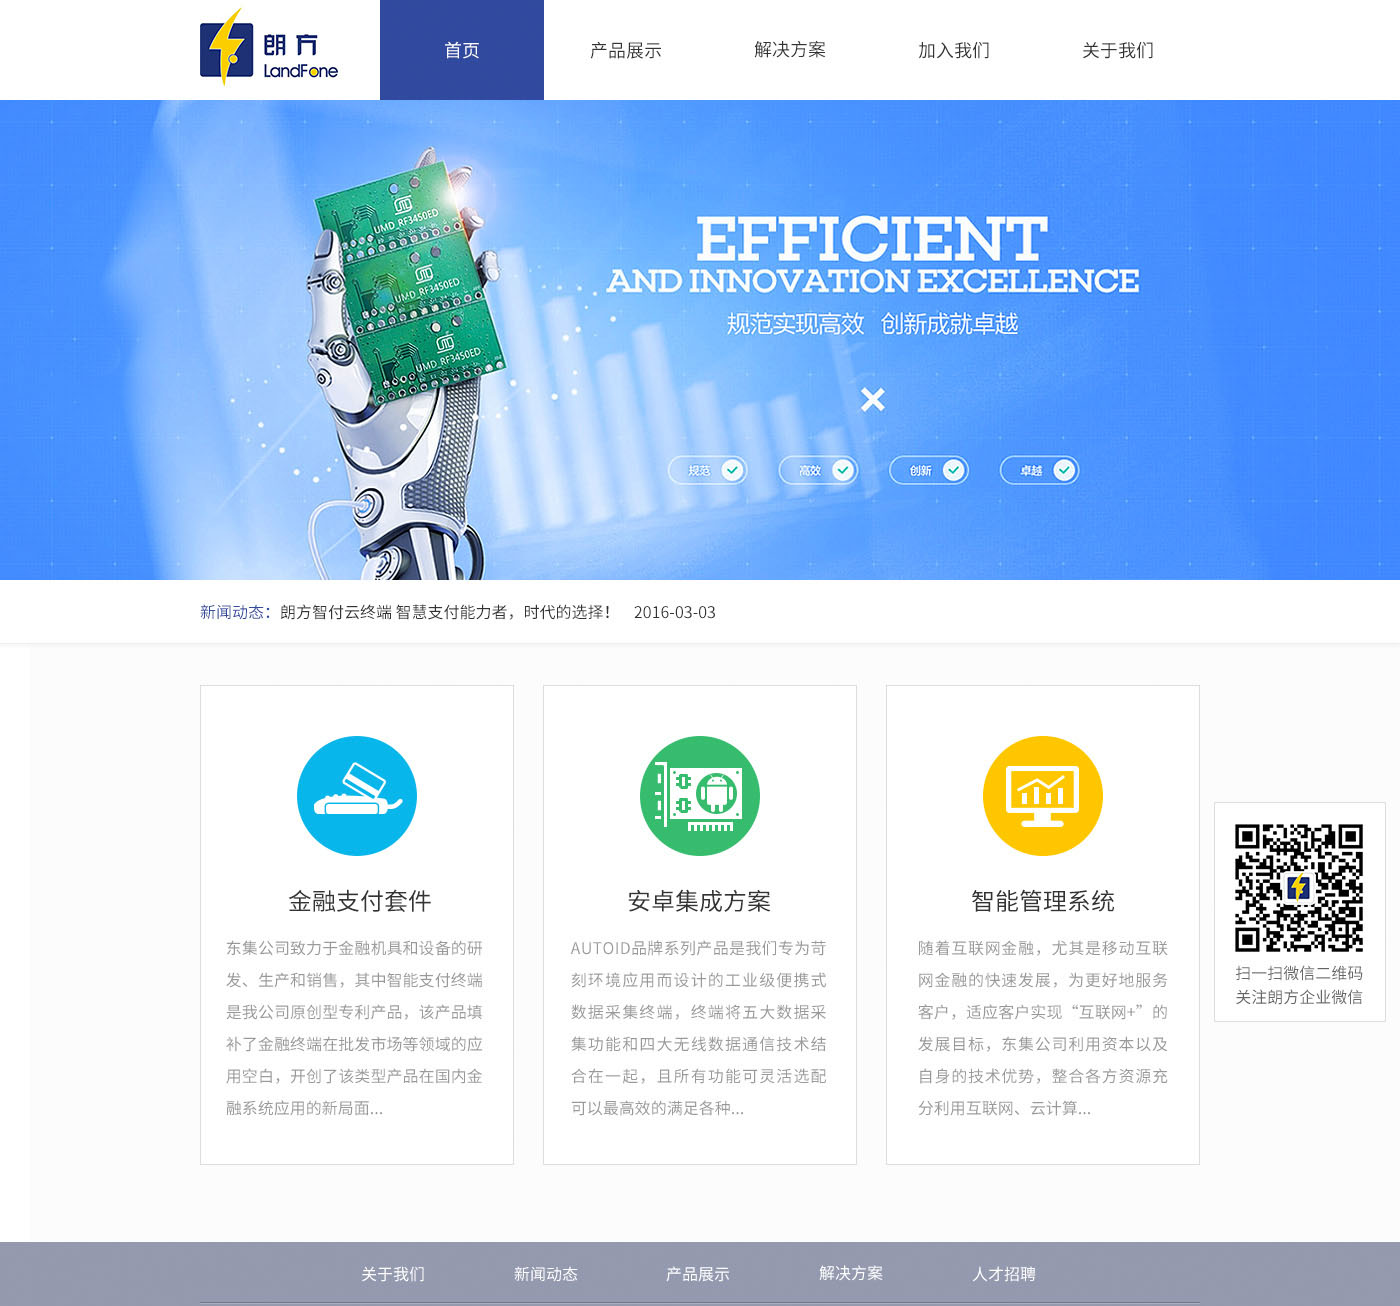 朗方
LandFone
首页
产品展示
解决方案
加入我们
关于我们
UMD RF3450ED
UMD RF3450ED
UMD RF3450ED
EFFICIENT
AND INNOVATION EXCELLENCE
规范实现高效 创新成就卓越
规范
高效
创新
卓越
新闻动态：朗方智付云终端 智慧支付能力者，时代的选择！ 2016-03-03
金融支付套件
东集公司致力于金融机具和设备的研
发、生产和销售，其中智能支付终端
是我公司原创型专利产品，该产品填
补了金融终端在批发市场等领域的应
用空白，开创了该类型产品在国内金
融系统应用的新局面...
安卓集成方案
AUTOID品牌系列产品是我们专为苛
刻环境应用而设计的工业级便携式
数据采集终端，终端将五大数据采
集功能和四大无线数据通信技术结
合在一起，且所有功能可灵活选配
可以最高效的满足各种...
智能管理系统
随着互联网金融，尤其是移动互联
网金融的快速发展，为更好地服务
客户，适应客户实现“互联网+”的
发展目标，东集公司利用资本以及
自身的技术优势，整合各方资源充
分利用互联网、云计算...
扫一扫微信二维码
关注朗方企业微信
关于我们
新闻动态
产品展示
解决方案
人才招聘